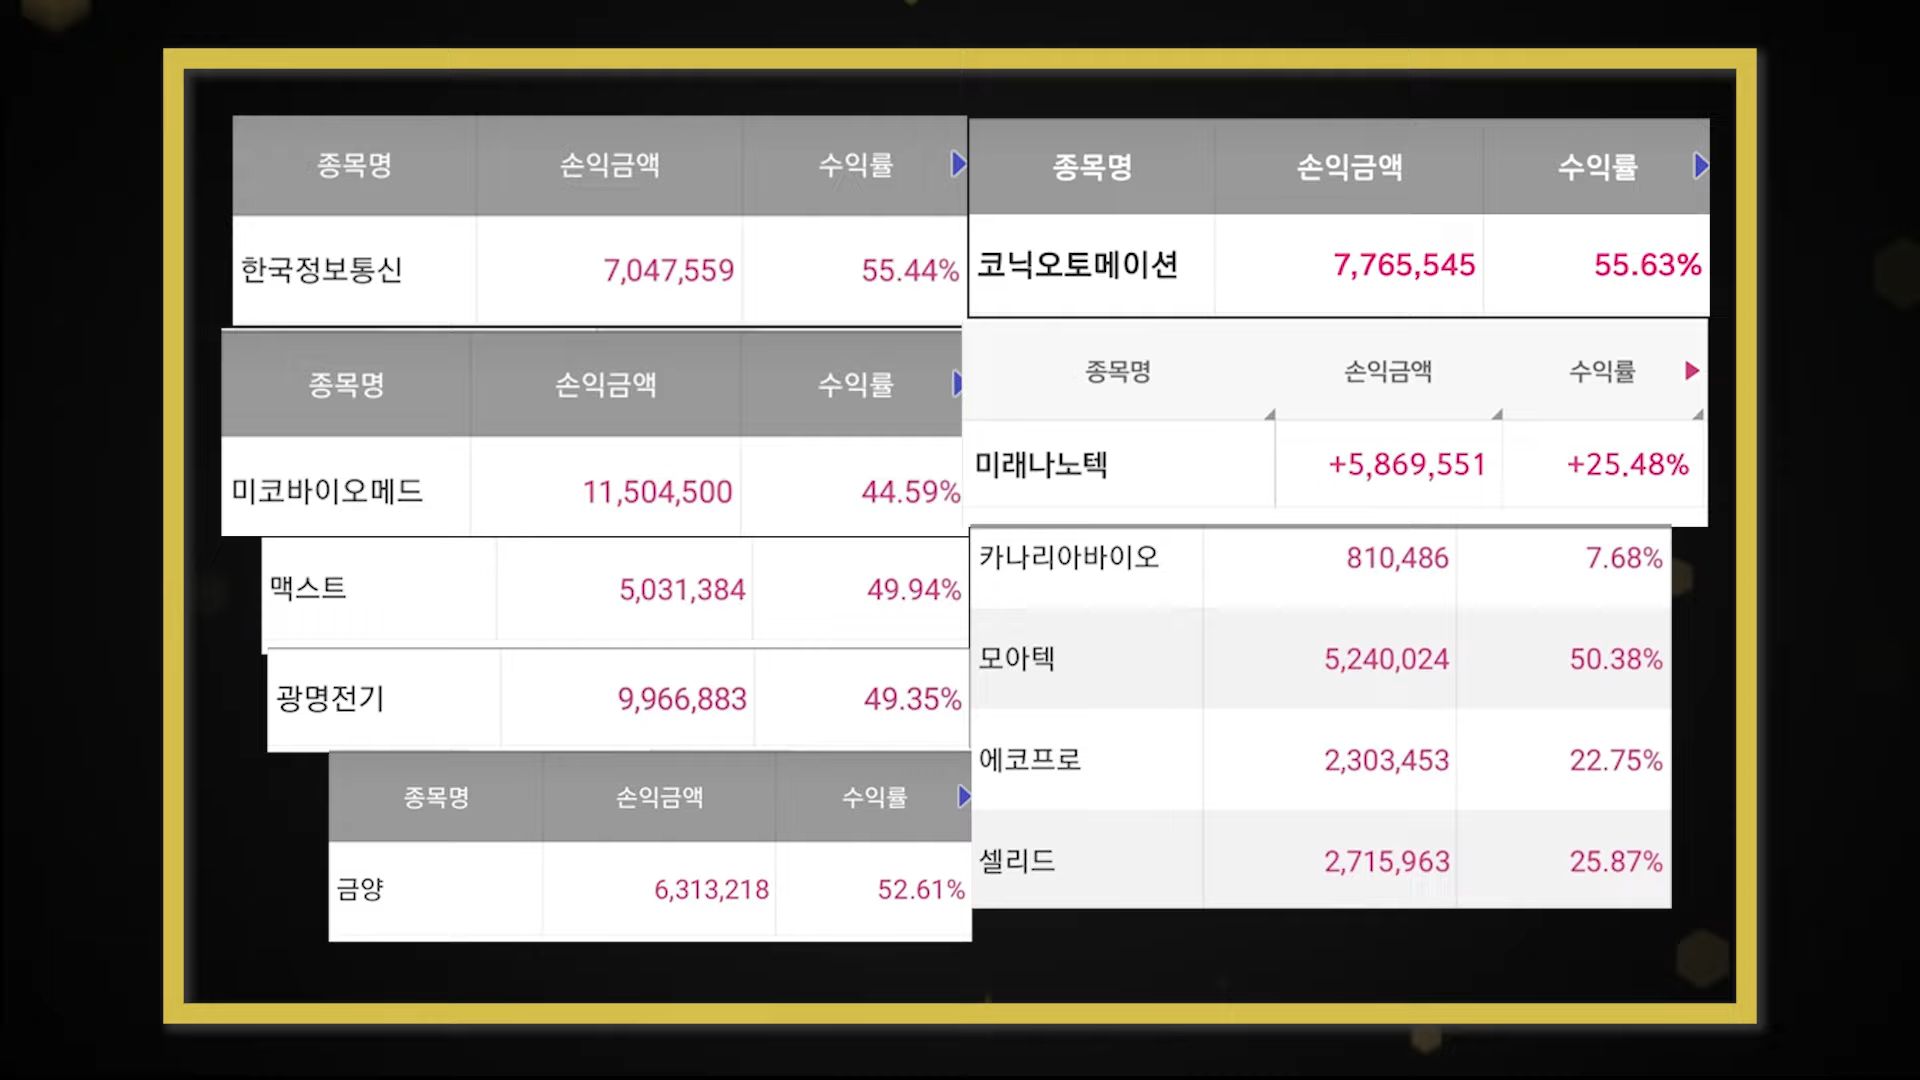 종목명 손익금액 수익률
한국정보통신 7,047,559 55.44%
종목명 손익금액 수익률
미코바이오메드 11,504,500 44.59%
맥스트 5,031,384 49.94%
광명전기 9,966,883 49.35%
종목명 손익금액 수익률
금양 6,313,218 52.61%
종목명 손익금액 수익률
코닉오토메이션 7,765,545 55.63%
종목명 손익금액 수익률
미래나노텍 +5,869,551 +25.48%
카나리아바이오 810,486 7.68%
모아텍 5,240,024 50.38%
에코프로 2,303,453 22.75%
셀리드 2,715,963 25.87%